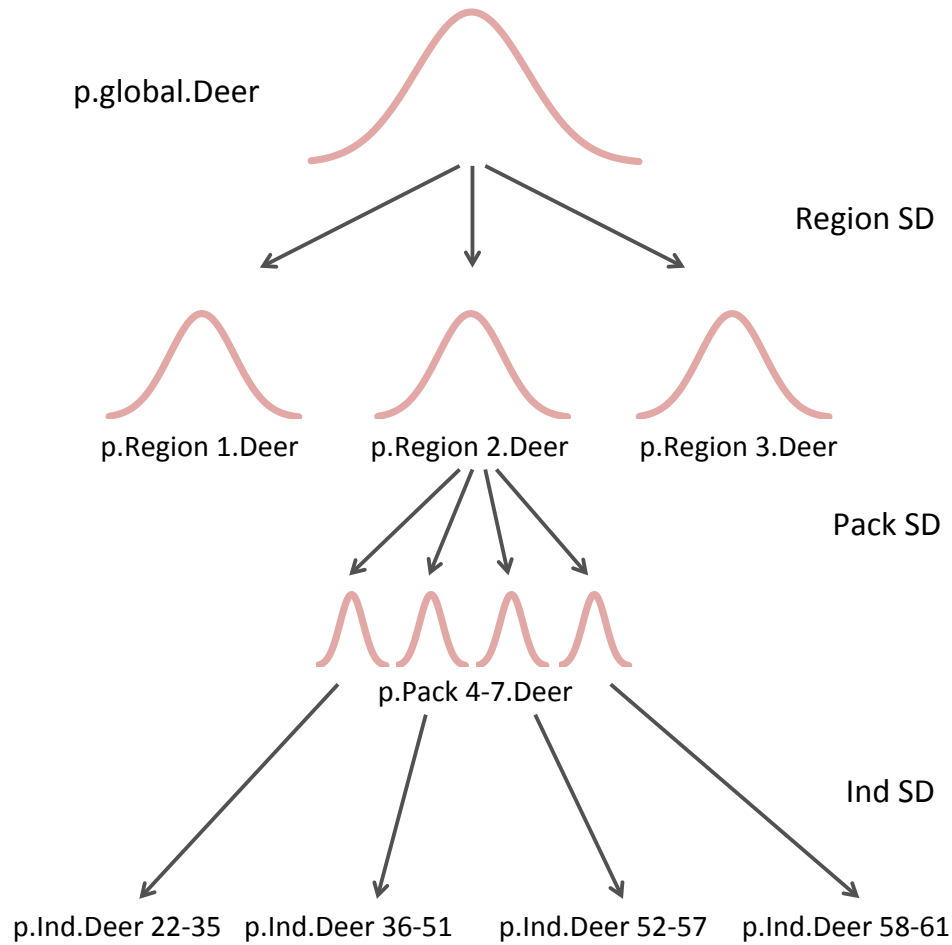 p.global.Deer
Region SD
p.Region 1.Deer
p.Region 2.Deer
p.Region 3.Deer
Pack SD
p.Pack 4-7.Deer
Ind SD
p.Ind.Deer 22-35
p.Ind.Deer 36-51
p.Ind.Deer 52-57
p.Ind.Deer 58-61